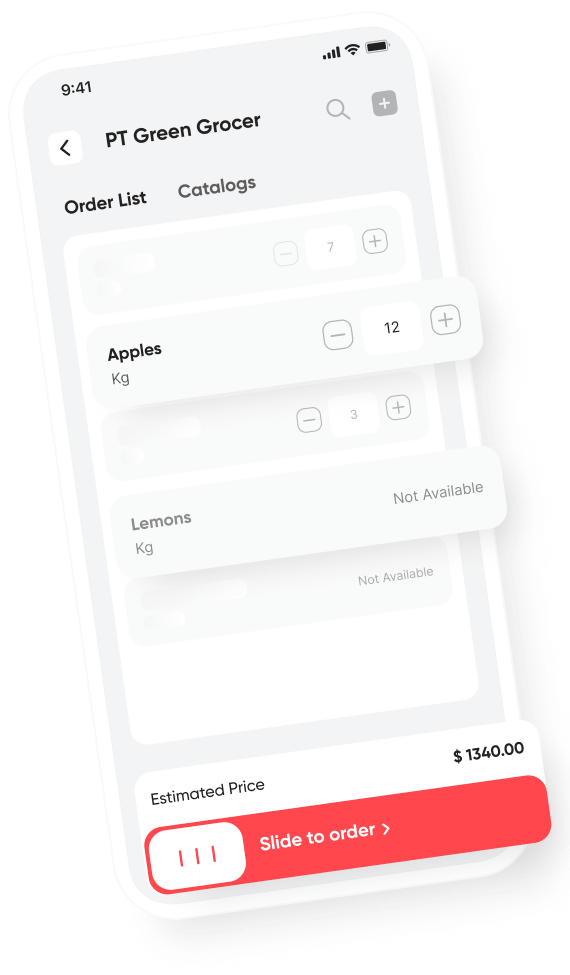 9:41
PT Green Grocer
Order List Catalogs
7
Apples
Kg
12
3
Lemons
Kg
Not Available
Not Available
Estimated Price
$ 1340.00
Slide to order